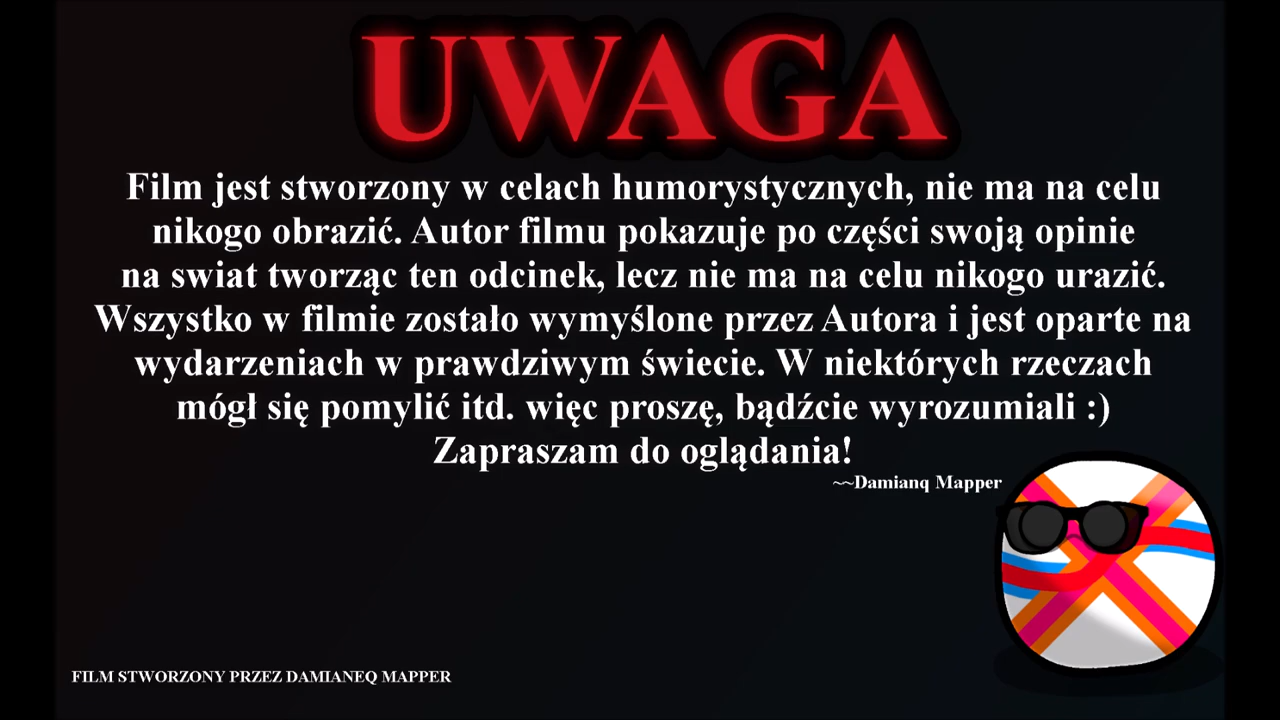 UWAGA
Film jest stworzony w celach humorystycznych, nie ma na celu
nikogo obrazić. Autor filmu pokazuje po części swoją opinie
na swiat tworząc ten odcinek, lecz nie ma na celu nikogo urazić.
Wszystko w filmie zostało wymyślone przez Autora i jest oparte na
wydarzeniach w prawdziwym świecie. W niektórych rzeczach
mógł się pomylić itd. więc proszę, bądźcie wyrozumiali :)
Zapraszam do oglądania!
~~Damianq Mapper
FILM STWORZONY PRZEZ DAMIANEQ MAPPER